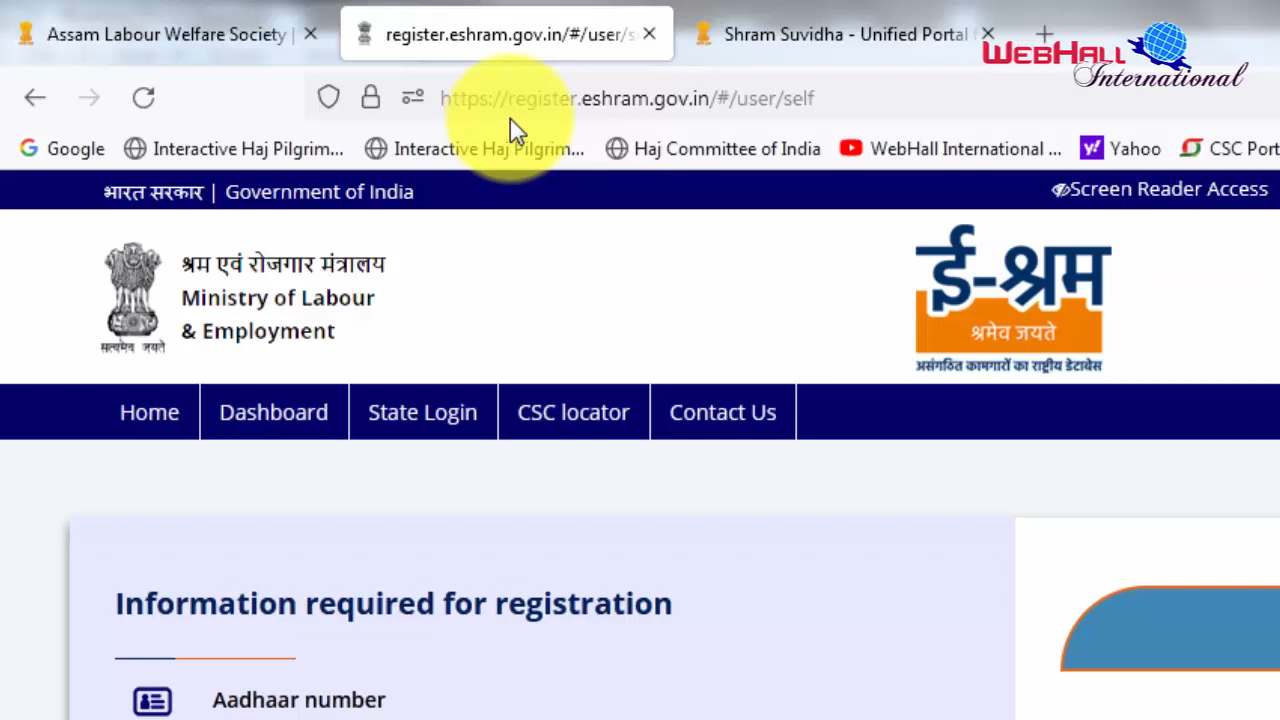 Assam Labour Welfare Society |
register.eshram.gov.in/#/user/s
Shram Suvidha - Unified Portal f
WEBHALL
International
https://register.eshram.gov.in/#/user/self
Google
Interactive Haj Pilgrim...
Interactive Haj Pilgrim...
Haj Committee of India
WebHall International ...
Yahoo
CSC Port
भारत सरकार | Government of India
Screen Reader Access
श्रम एवं रोजगार मंत्रालय
Ministry of Labour
& Employment
सत्यमेव जयते
ई-श्रम
श्रमेव जयते
असंगठित कामगारों का राष्ट्रीय डेटाबेस
Home
Dashboard
State Login
CSC locator
Contact Us
Information required for registration
Aadhaar number